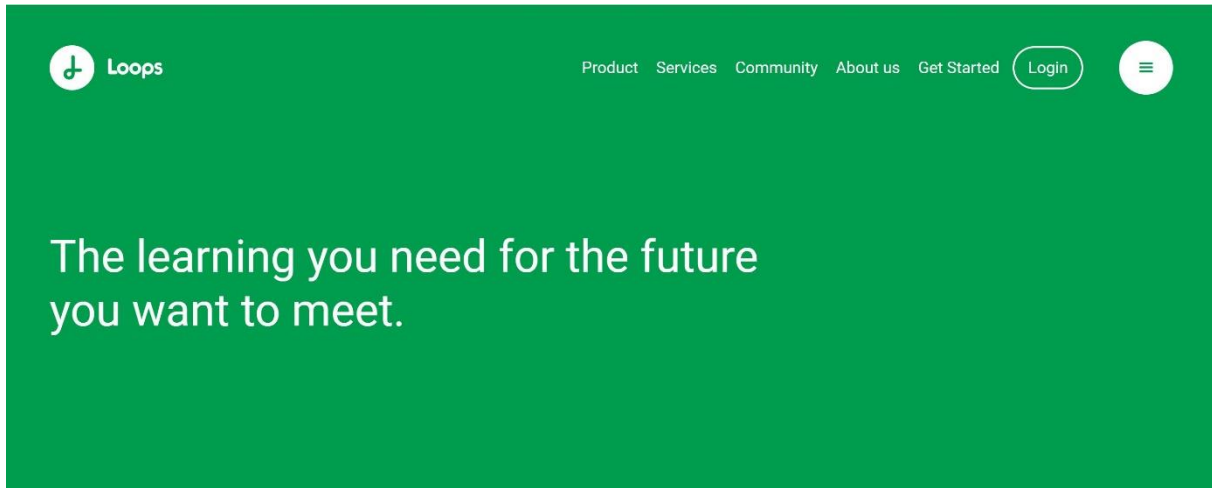 Loops
Product Services Community About us Get Started Login
The learning you need for the future
you want to meet.